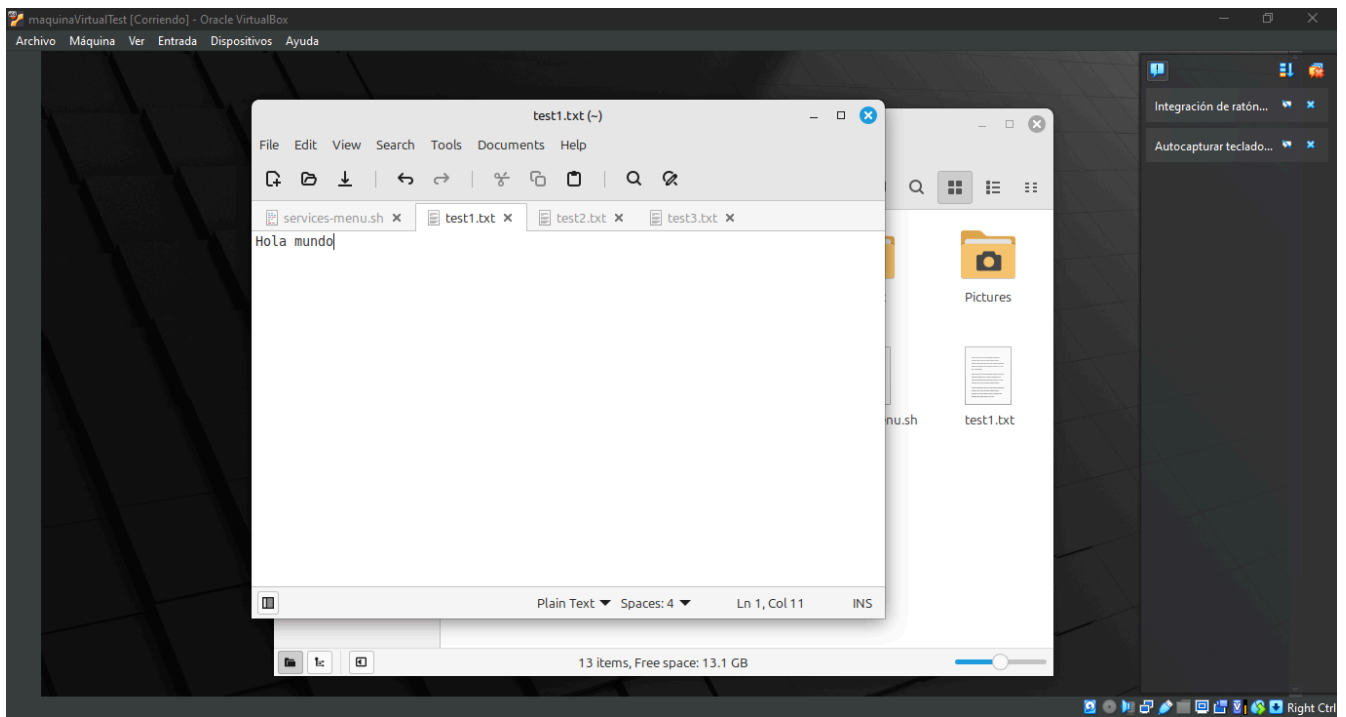 maquinaVirtualTest [Corriendo] - Oracle VirtualBox
Archivo Máquina Ver Entrada Dispositivos Ayuda
Integración de ratón...
Autocapturar teclado...
test1.txt (~)
File Edit View Search Tools Documents Help
services-menu.sh test1.txt test2.txt test3.txt
Hola mundo
Pictures
nu.sh test1.txt
Plain Text Spaces: 4 Ln 1, Col 11 INS
13 items, Free space: 13.1 GB
Right Ctrl